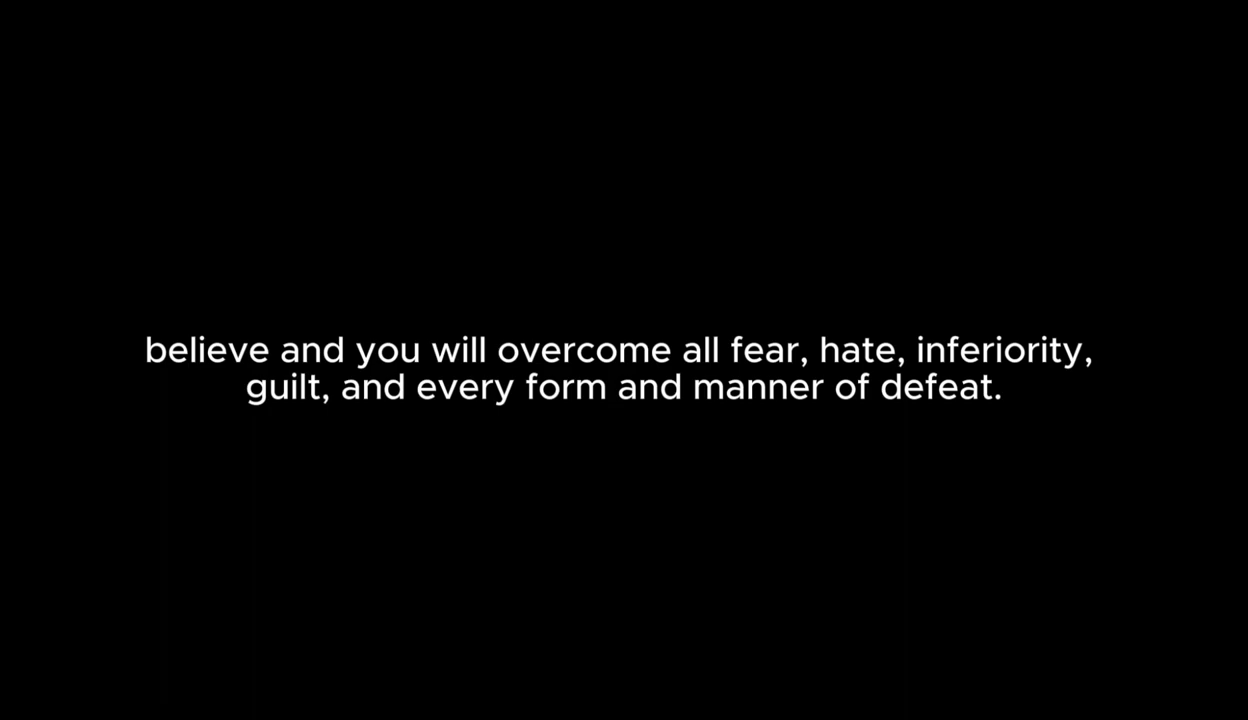 believe and you will overcome all fear, hate, inferiority,
guilt, and every form and manner of defeat.